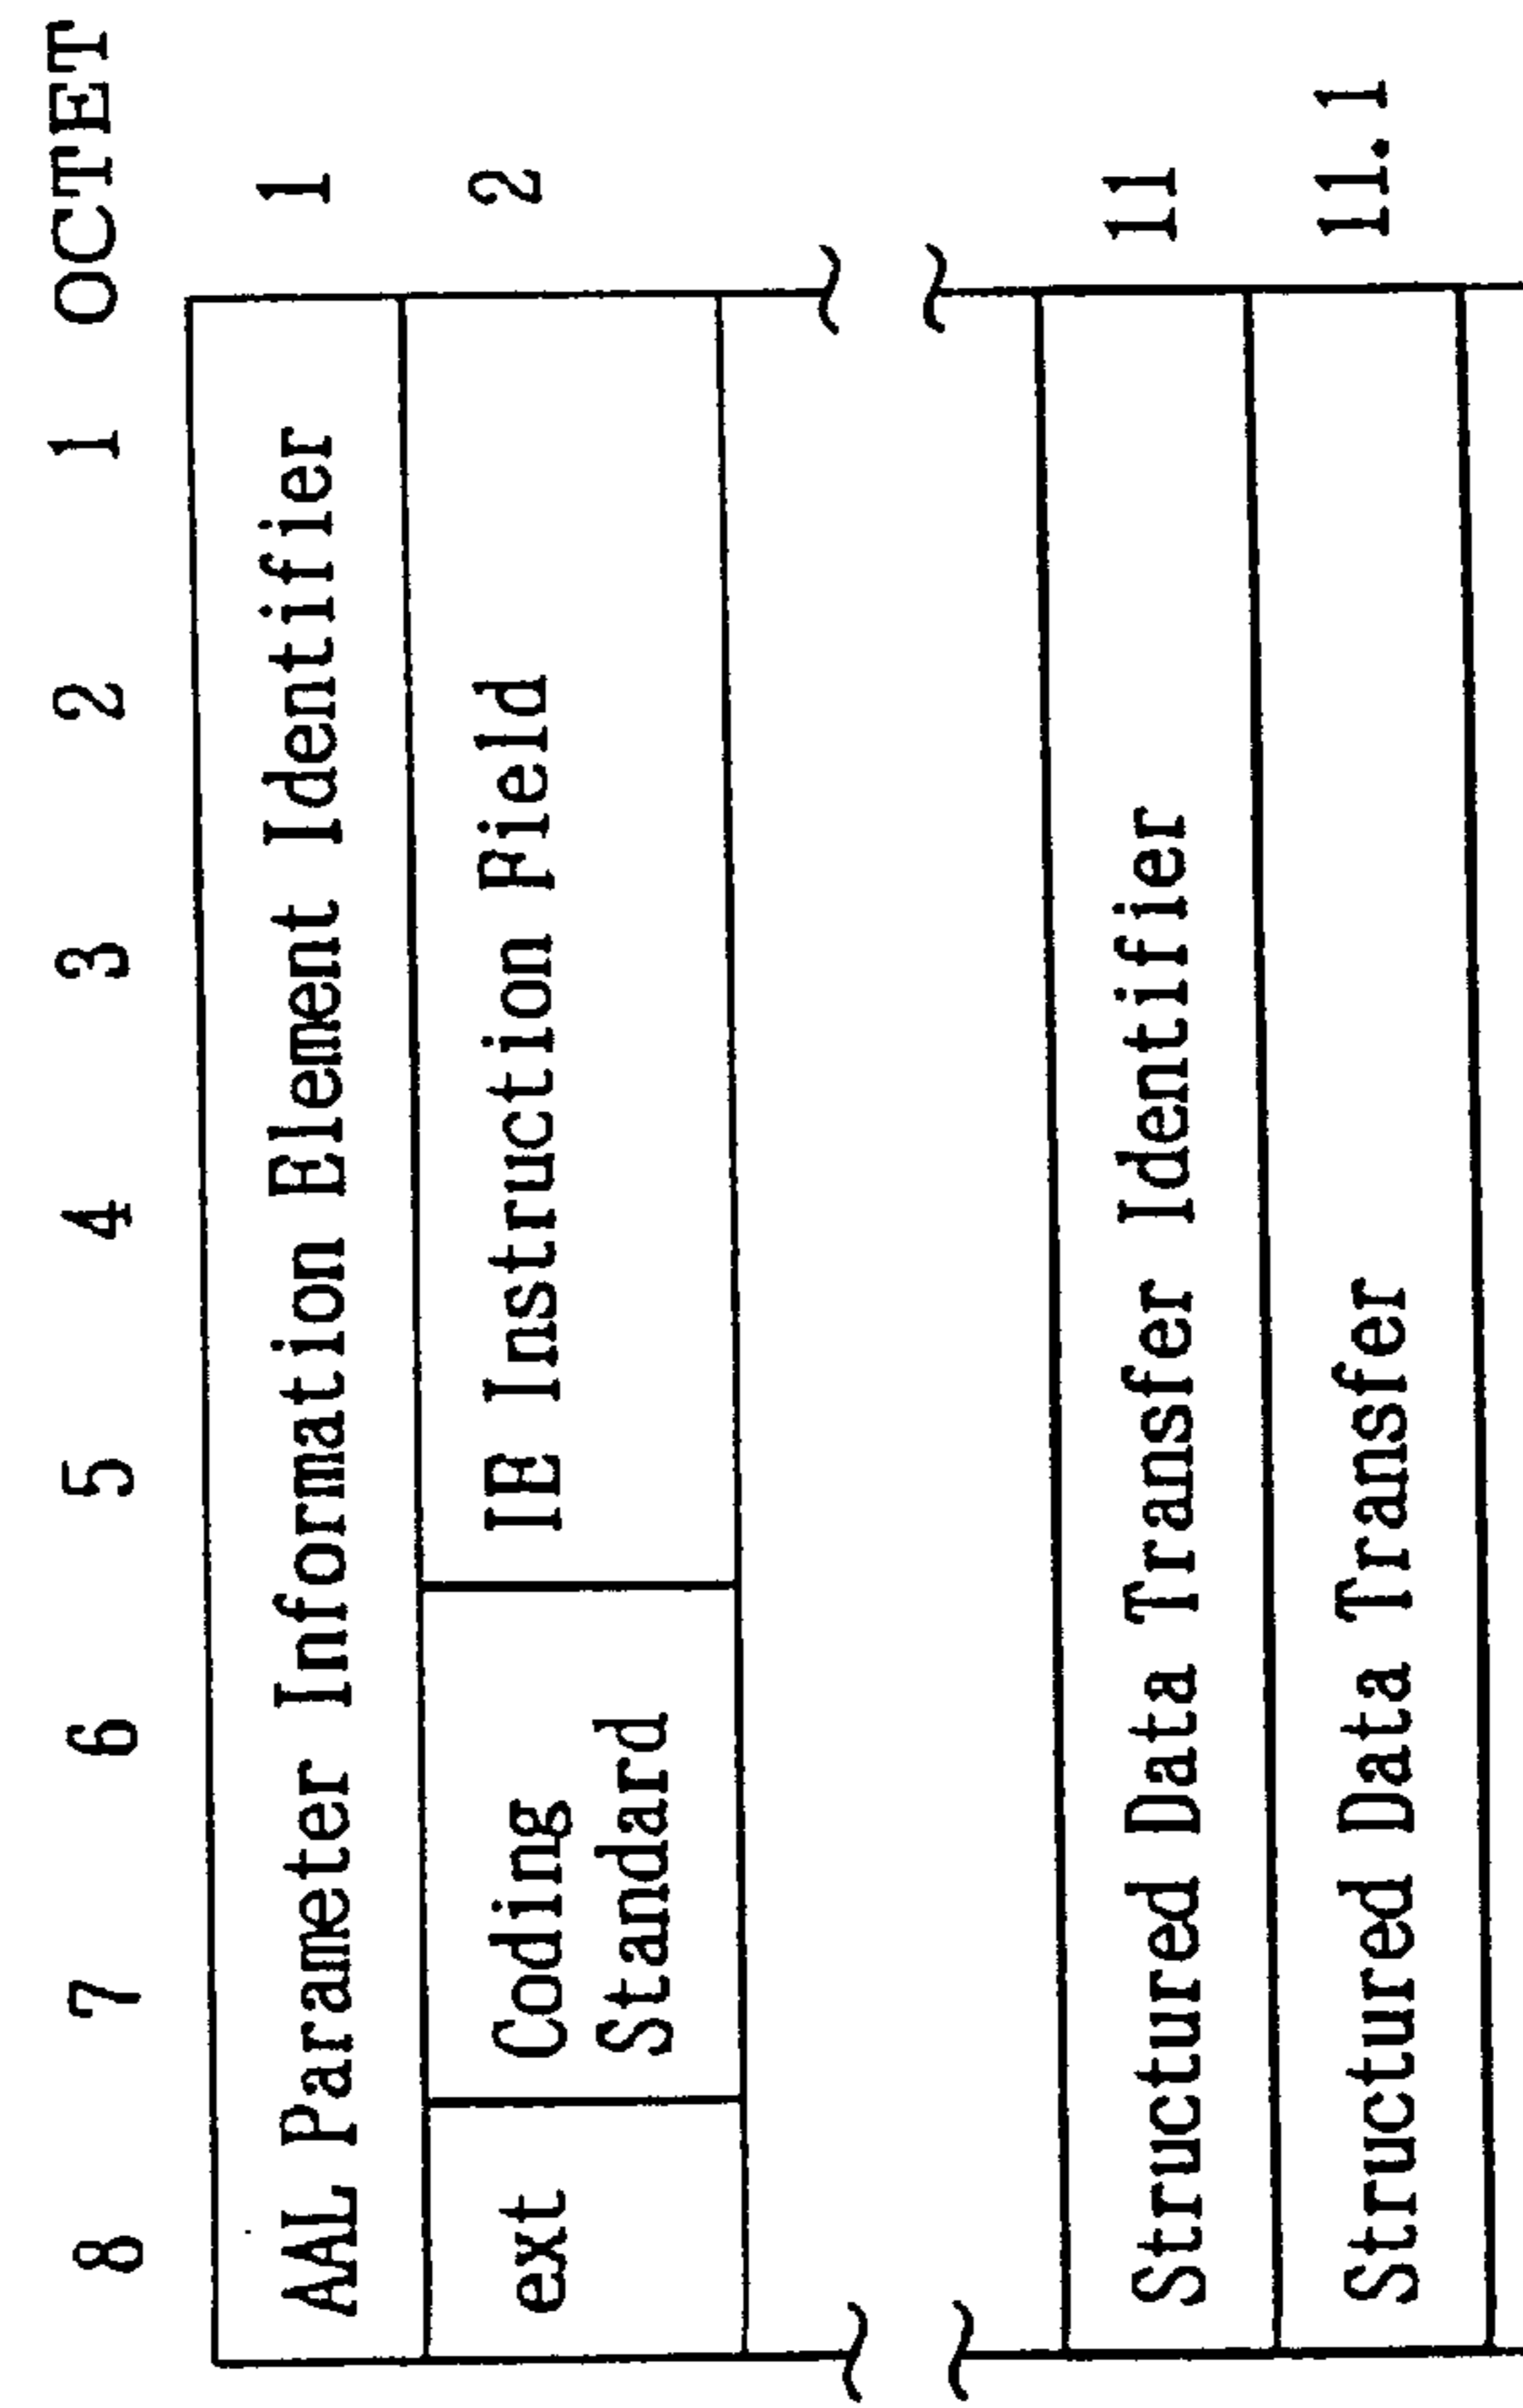 8 7 6 5 4 3 2 1 OCTET
AAL Parameter Information Element Identifier 1
ext Coding Standard IE Instruction Field 2
Structured Data Transfer Identifier 11
Structured Data Transfer 11.1